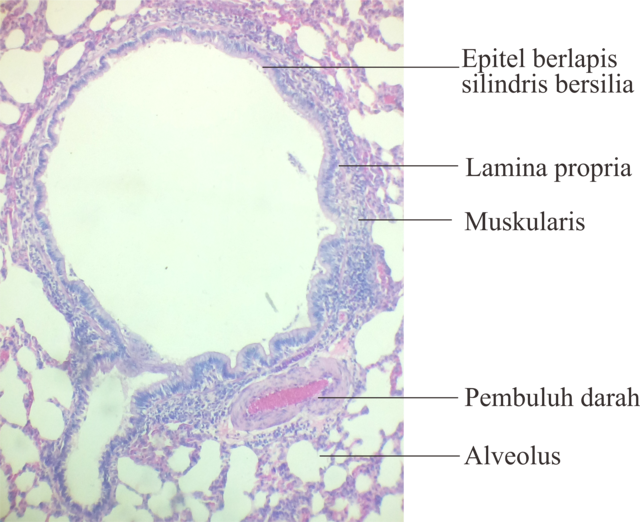 Epitel berlapis
silindris bersilia
Lamina propria
Muskularis
Pembuluh darah
Alveolus